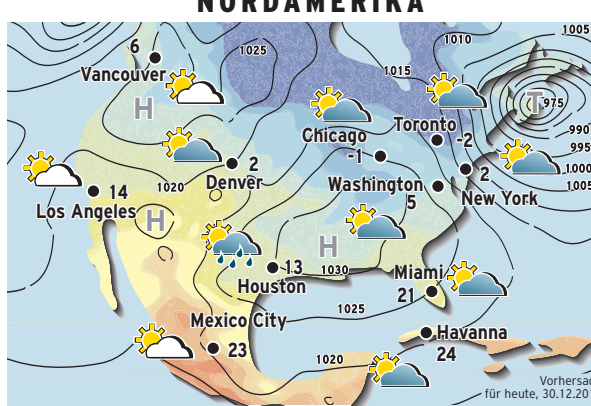 NORDAMERIKA
1005
1010
6
1025
Vancouver
1015
H
T
975
Toronto
990
Chicago
-2
995
-1
2
1000
2
Denver
1020
Washington
1005
14
5
New York
Los Angeles
H
H
13
1030
Miami
Houston
21
1025
Mexico City
Havanna
23
24
1020
für heute, 30.12.20